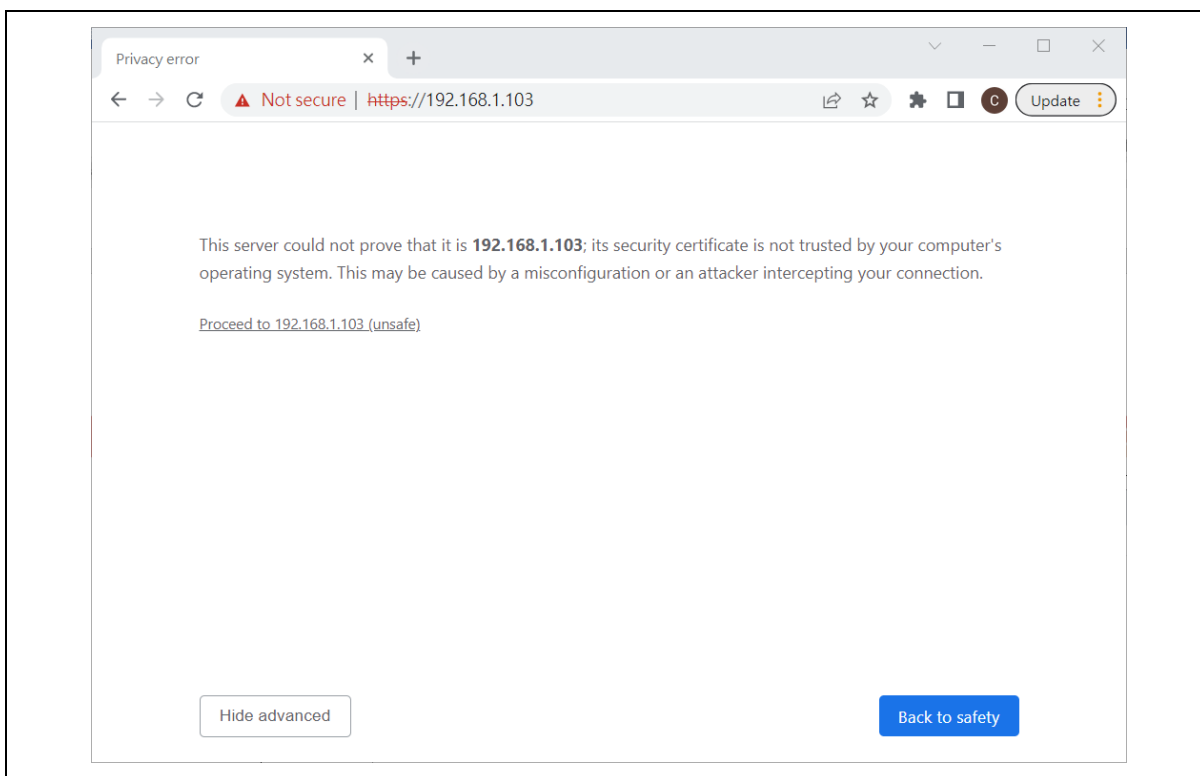 Privacy error
Not secure | https://192.168.1.103
C
Update
This server could not prove that it is 192.168.1.103; its security certificate is not trusted by your computer's
operating system. This may be caused by a misconfiguration or an attacker intercepting your connection.
Proceed to 192.168.1.103 (unsafe)
Hide advanced
Back to safety